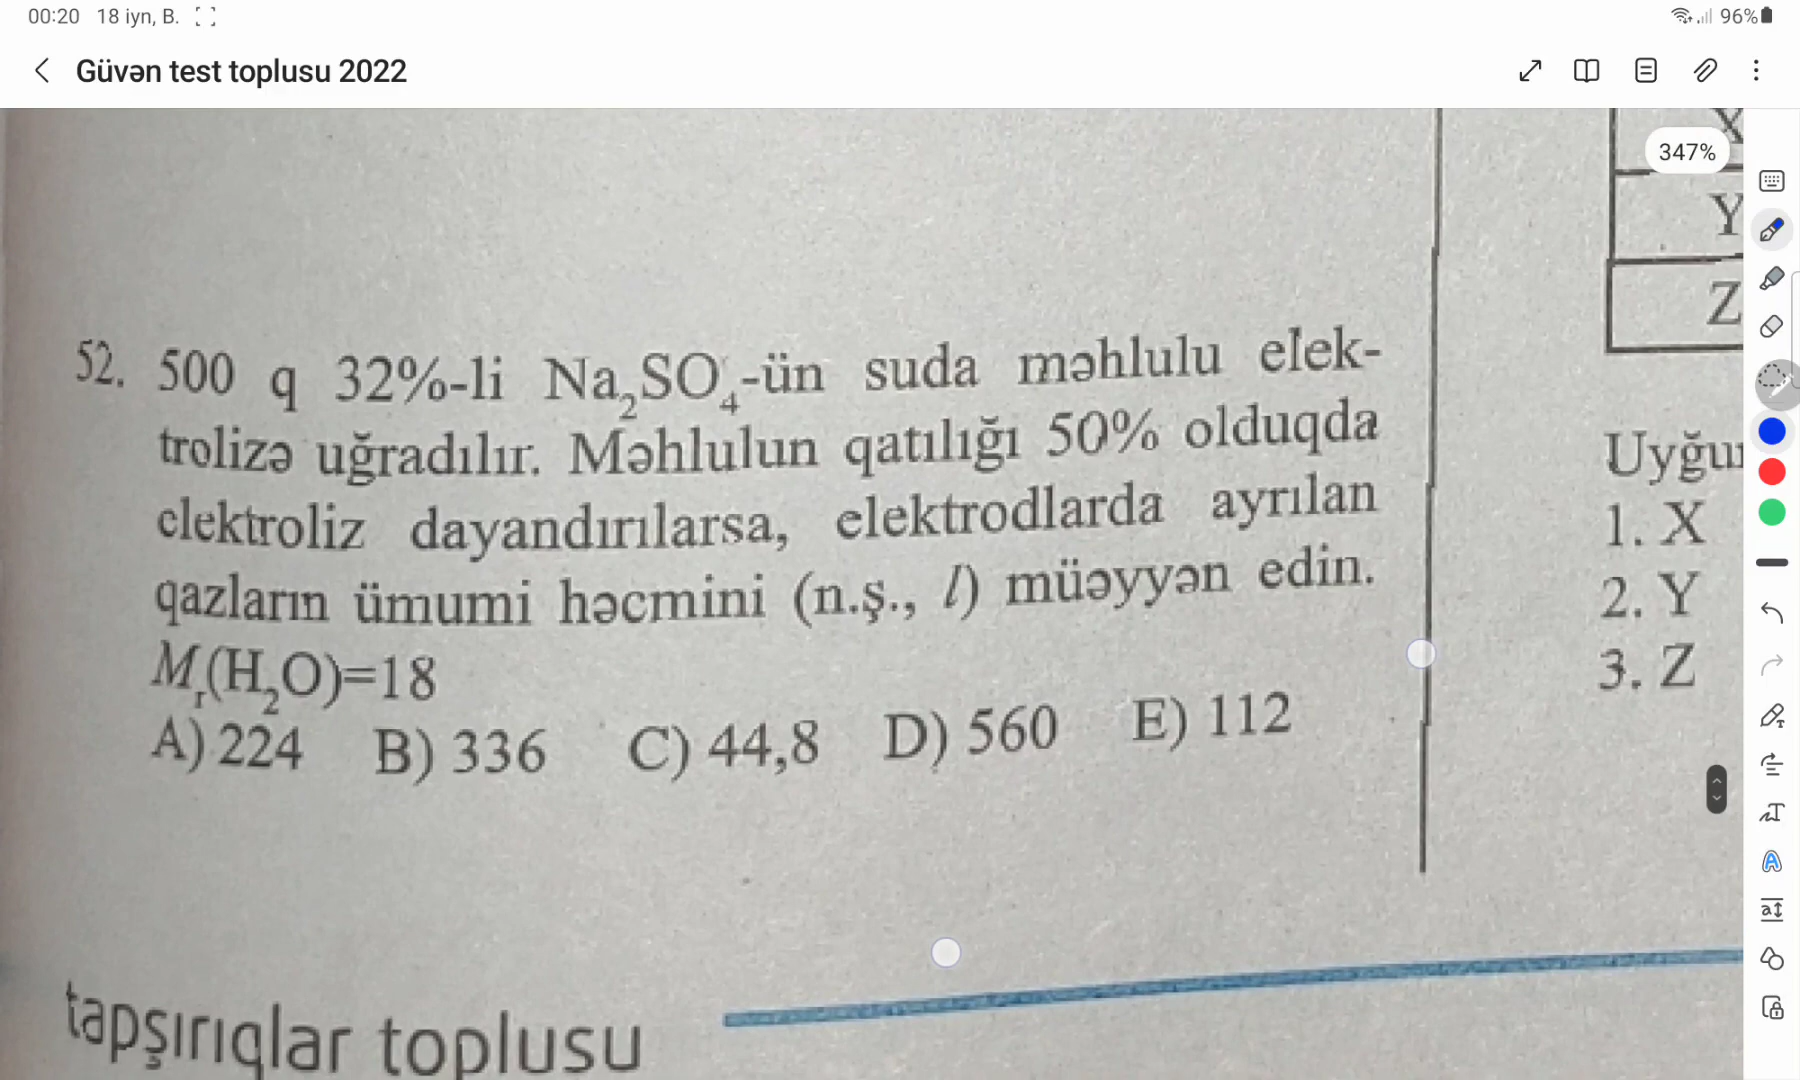 00:20 18 iyn, B.
96%
Güvən test toplusu 2022
347%
X
Y
Z
52. 500 q 32%-li Na₂SO₄-ün suda məhlulu elek-
trolizə uğradılır. Məhlulun qatılığı 50% olduqda
elektroliz dayandırılarsa, elektrodlarda ayrılan
qazların ümumi həcmini (n.ş., l) müəyyən edin.
Mᵣ(H₂O)=18
A) 224 B) 336 C) 44,8 D) 560 E) 112
Uyğu
1. X
2. Y
3. Z
tapşırıqlar toplusu